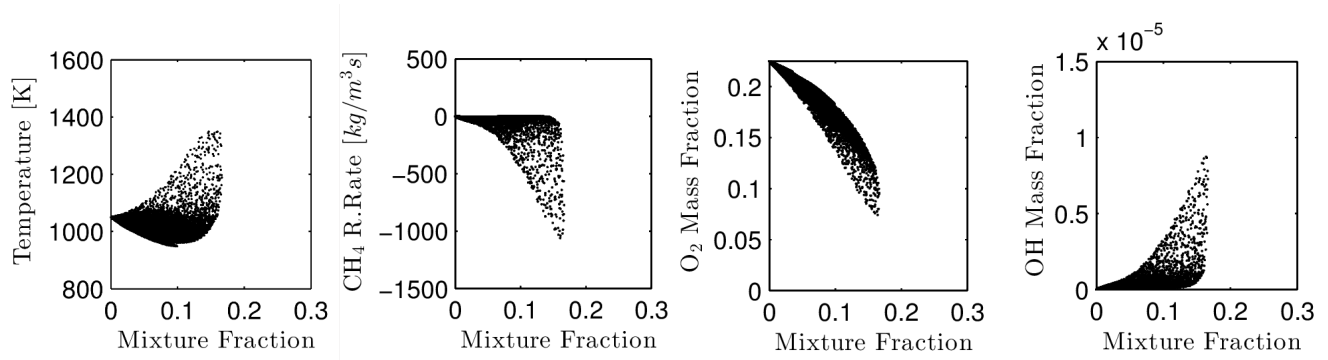 1600
1400
1200
1000
800
0 0.1 0.2 0.3
Temperature [K]
Mixture Fraction
500
0
−500
−1000
−1500
0 0.1 0.2 0.3
CH₄ R.Rate [kg/m³s]
Mixture Fraction
0.2
0.15
0.1
0.05
0
0 0.1 0.2 0.3
O₂ Mass Fraction
Mixture Fraction
x 10⁻⁵
1.5
1
0.5
0
0 0.1 0.2 0.3
OH Mass Fraction
Mixture Fraction